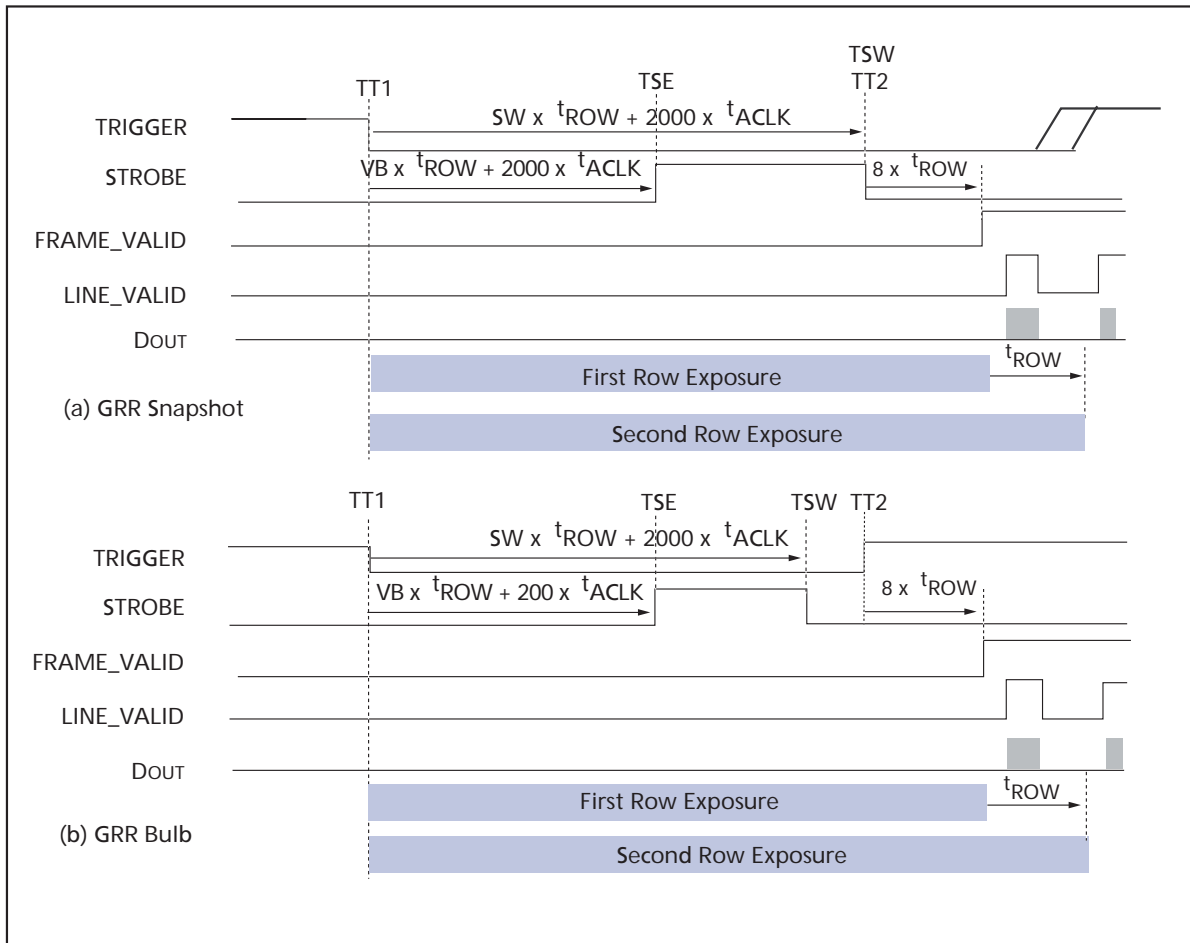 TSW
TT1 TSE TT2
SW x tROW + 2000 x tACLK
TRIGGER
VB x tROW + 2000 x tACLK
STROBE 8 x tROW
FRAME_VALID
LINE_VALID
DOUT
tROW
First Row Exposure
(a) GRR Snapshot
Second Row Exposure
TT1 TSE TSW TT2
SW x tROW + 2000 x tACLK
TRIGGER
VB x tROW + 200 x tACLK 8 x tROW
STROBE
FRAME_VALID
LINE_VALID
DOUT
tROW
First Row Exposure
(b) GRR Bulb
Second Row Exposure